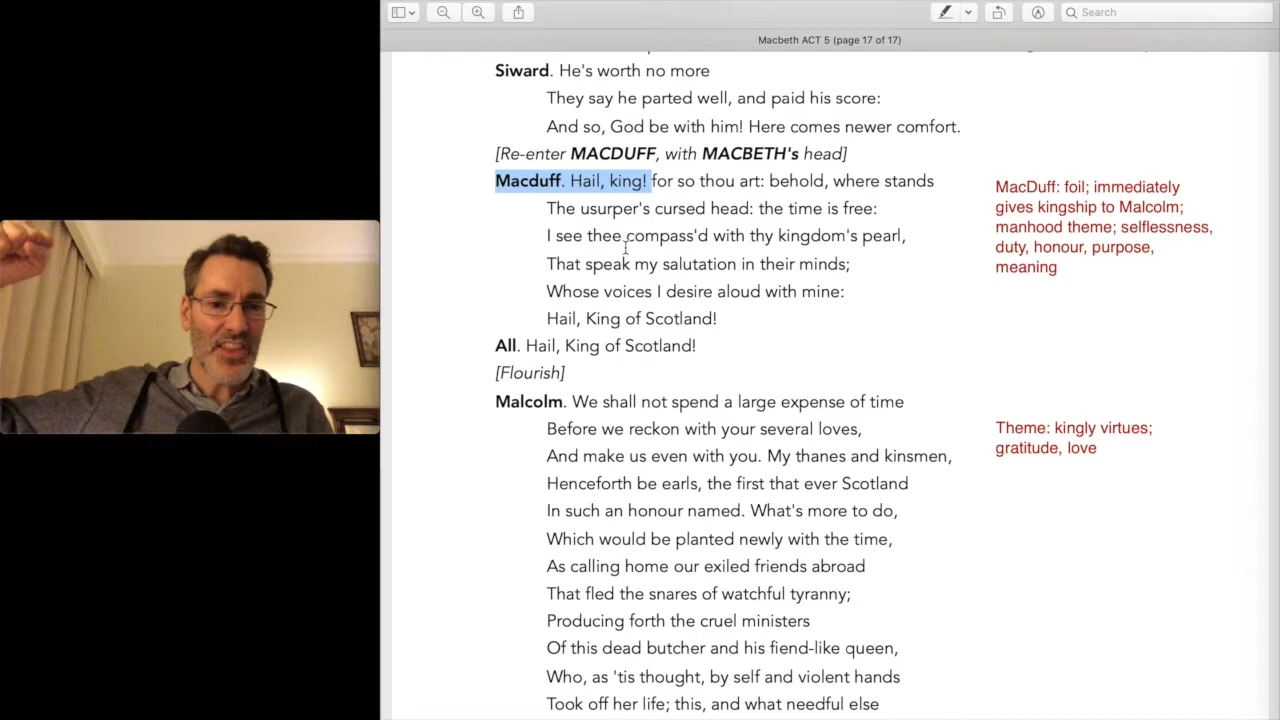 Search
Macbeth ACT 5 (page 17 of 17)
Siward. He's worth no more
They say he parted well, and paid his score:
And so, God be with him! Here comes newer comfort.
[Re-enter MACDUFF, with MACBETH's head]
Macduff. Hail, king! for so thou art: behold, where stands
The usurper's cursed head: the time is free:
I see thee compass'd with thy kingdom's pearl,
That speak my salutation in their minds;
Whose voices I desire aloud with mine:
Hail, King of Scotland!
All. Hail, King of Scotland!
[Flourish]
Malcolm. We shall not spend a large expense of time
Before we reckon with your several loves,
And make us even with you. My thanes and kinsmen,
Henceforth be earls, the first that ever Scotland
In such an honour named. What's more to do,
Which would be planted newly with the time,
As calling home our exiled friends abroad
That fled the snares of watchful tyranny;
Producing forth the cruel ministers
Of this dead butcher and his fiend-like queen,
Who, as 'tis thought, by self and violent hands
Took off her life; this, and what needful else
MacDuff: foil; immediately
gives kingship to Malcolm;
manhood theme; selflessness,
duty, honour, purpose,
meaning
Theme: kingly virtues;
gratitude, love